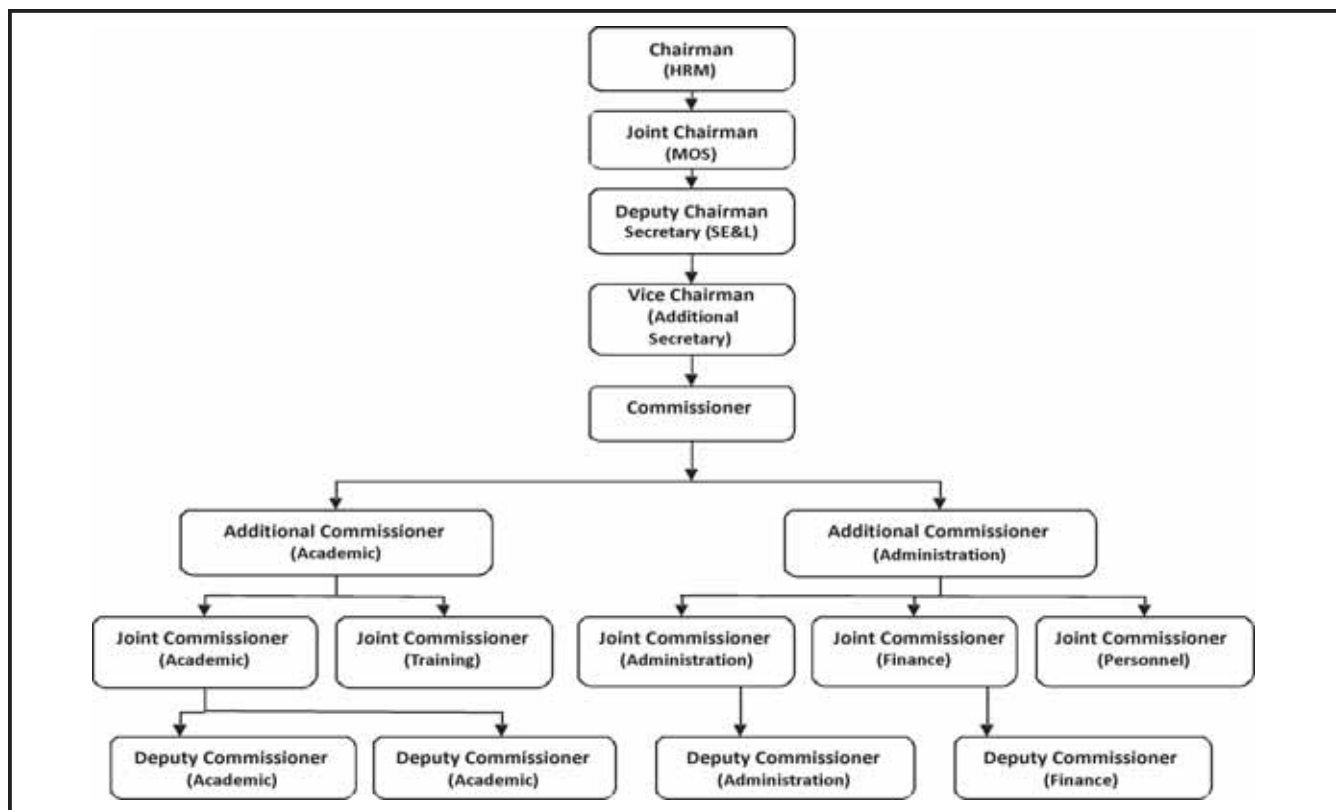 Chairman
(HRM)
Joint Chairman
(MOS)
Deputy Chairman
Secretary (SE&L)
Vice Chairman
(Additional
Secretary)
Commissioner
Additional Commissioner
(Academic)
Additional Commissioner
(Administration)
Joint Commissioner
(Academic)
Joint Commissioner
(Training)
Joint Commissioner
(Administration)
Joint Commissioner
(Finance)
Joint Commissioner
(Personnel)
Deputy Commissioner
(Academic)
Deputy Commissioner
(Academic)
Deputy Commissioner
(Administration)
Deputy Commissioner
(Finance)